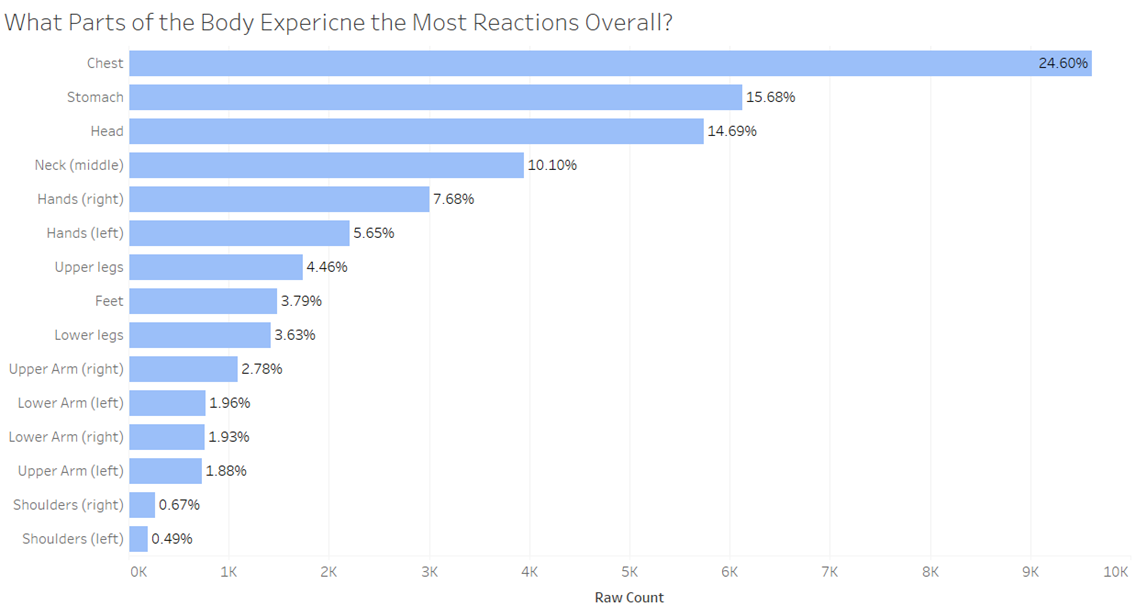 What Parts of the Body Expericne the Most Reactions Overall?
Chest 24.60%
Stomach 15.68%
Head 14.69%
Neck (middle) 10.10%
Hands (right) 7.68%
Hands (left) 5.65%
Upper legs 4.46%
Feet 3.79%
Lower legs 3.63%
Upper Arm (right) 2.78%
Lower Arm (left) 1.96%
Lower Arm (right) 1.93%
Upper Arm (left) 1.88%
Shoulders (right) 0.67%
Shoulders (left) 0.49%
0K 1K 2K 3K 4K 5K 6K 7K 8K 9K 10K
Raw Count